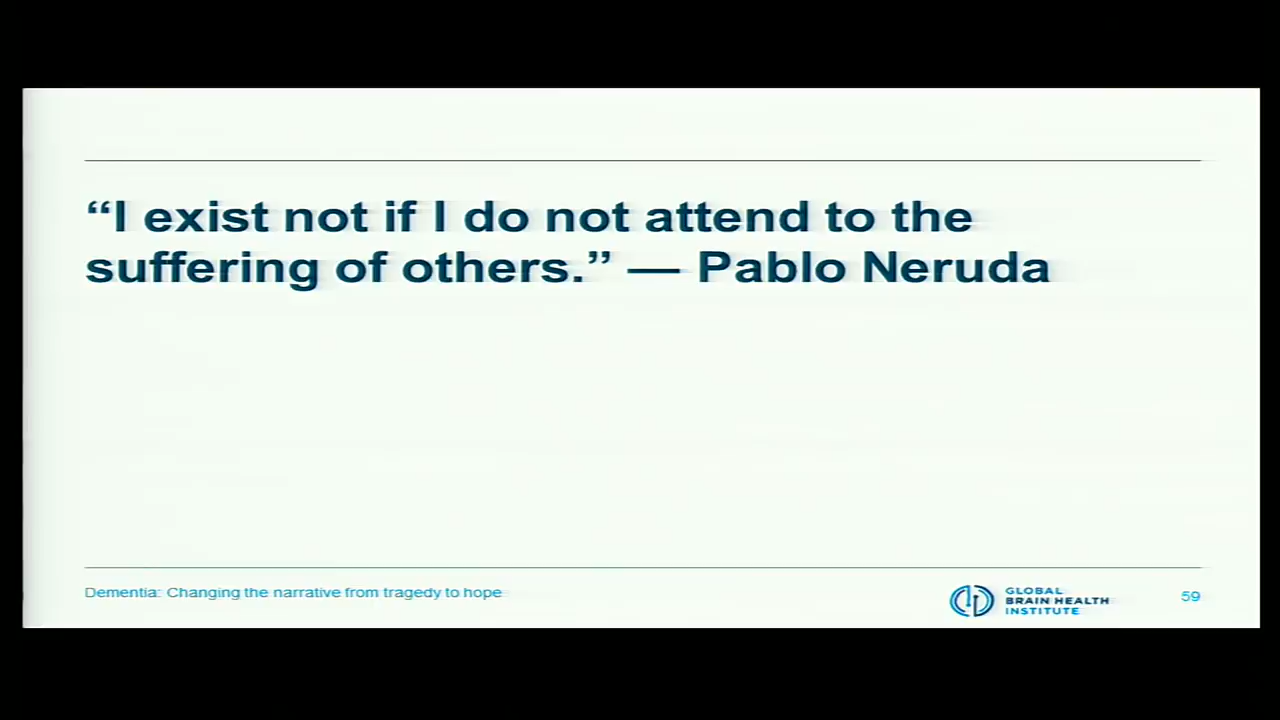 “I exist not if I do not attend to the
suffering of others.” — Pablo Neruda
Dementia: Changing the narrative from tragedy to hope
GLOBAL
BRAIN HEALTH
INSTITUTE
59